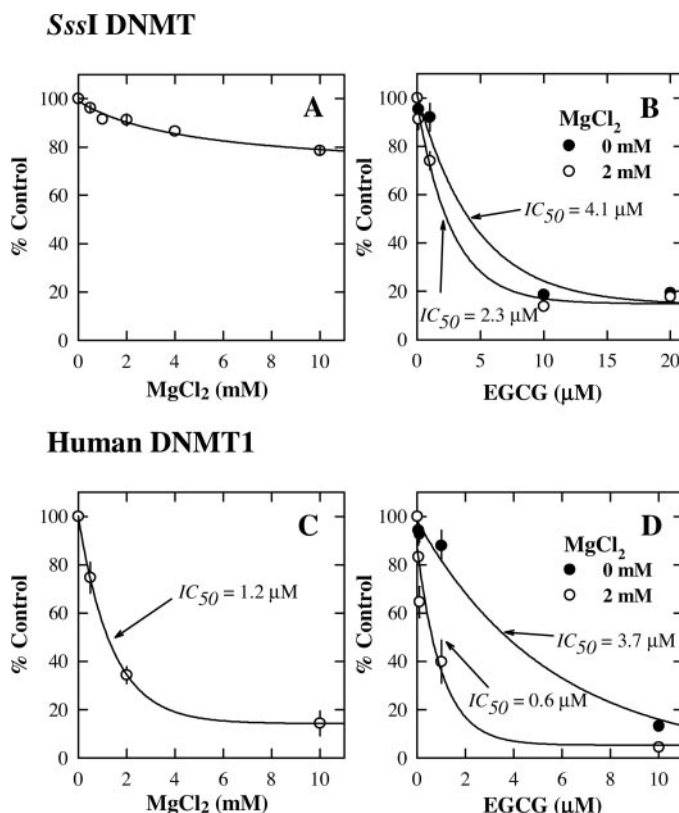 SssI DNMT
A
% Control
100
80
60
40
20
0
0 2 4 6 8 10
MgCl2 (mM)
B
MgCl2
0 mM
2 mM
% Control
100
80
60
40
20
0
IC50 = 4.1 µM
IC50 = 2.3 µM
0 5 10 15 20
EGCG (µM)
Human DNMT1
C
% Control
100
80
60
40
20
0
IC50 = 1.2 µM
0 2 4 6 8 10
MgCl2 (mM)
D
MgCl2
0 mM
2 mM
% Control
100
80
60
40
20
0
IC50 = 3.7 µM
IC50 = 0.6 µM
0 2 4 6 8 10
EGCG (µM)